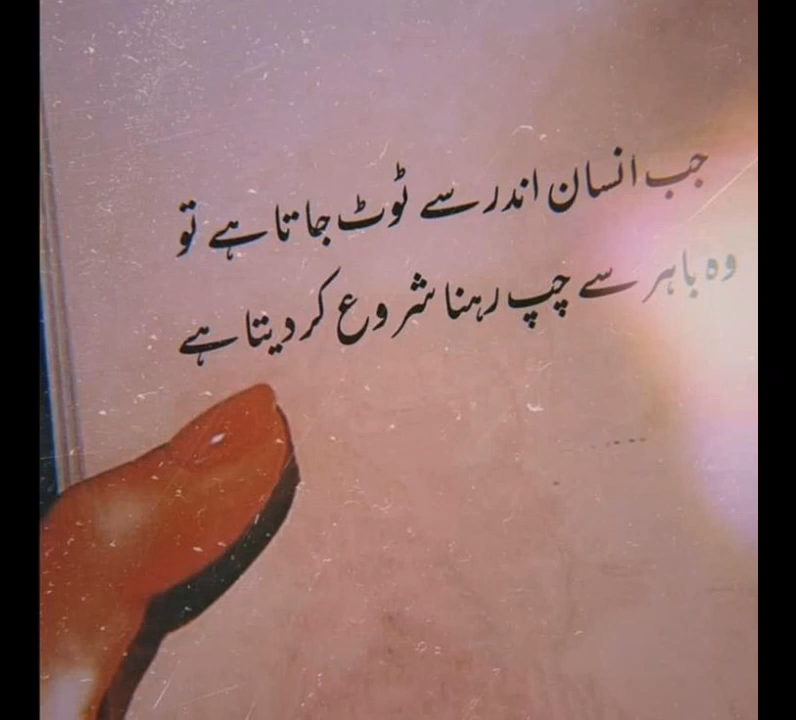 جب انسان اندر سے ٹوٹ جاتا ہے تو
وہ باہر سے چپ رہنا شروع کر دیتا ہے